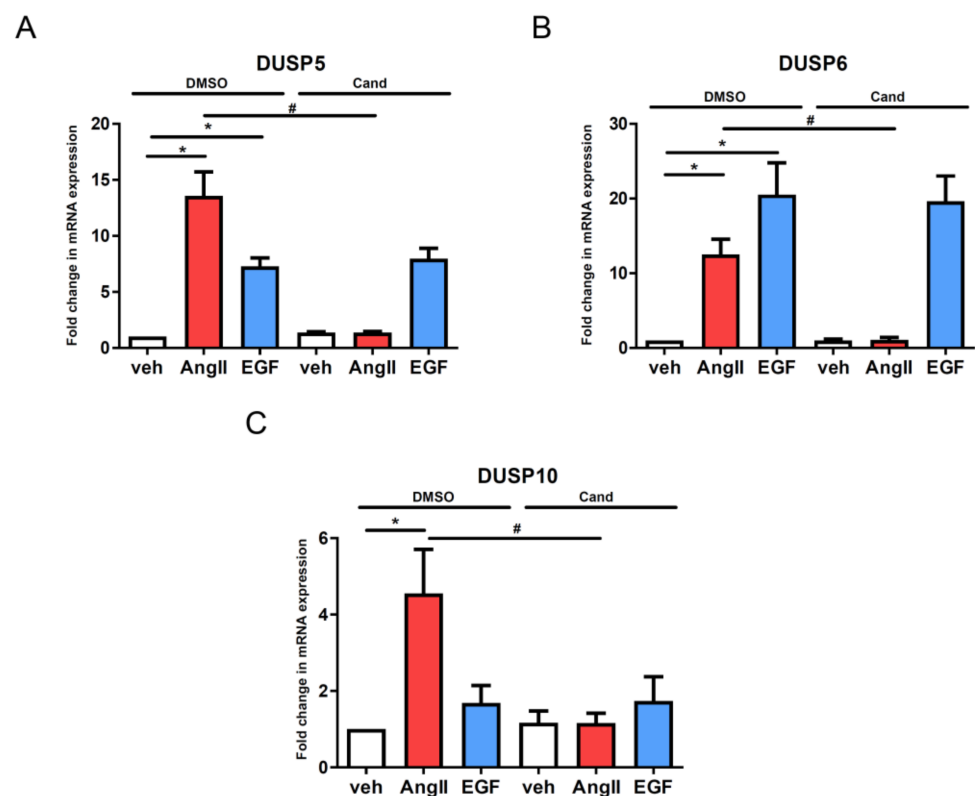 A
DUSP5
DMSO Cand
#
*
*
Fold change in mRNA expression
20
15
10
5
0
veh AngII EGF veh AngII EGF
B
DUSP6
DMSO Cand
#
*
*
Fold change in mRNA expression
30
20
10
0
veh AngII EGF veh AngII EGF
C
DUSP10
DMSO Cand
* #
Fold change in mRNA expression
6
4
2
0
veh AngII EGF veh AngII EGF